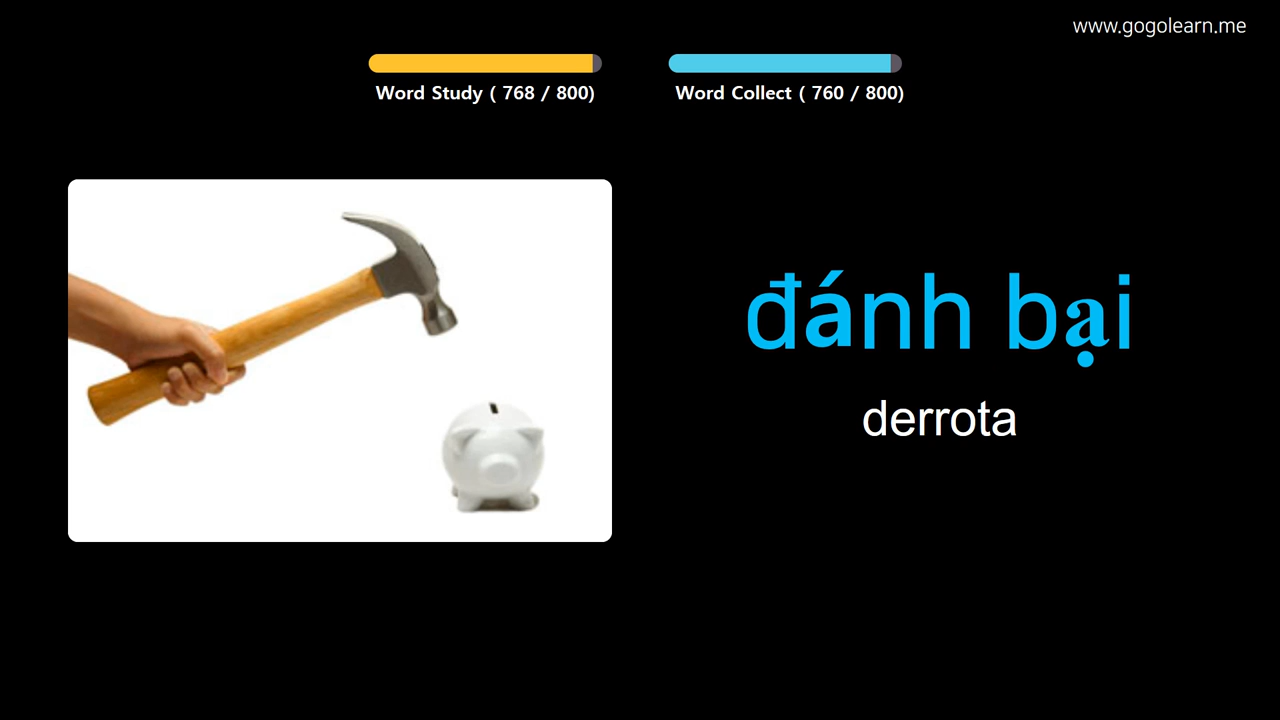 www.gogolearn.me
Word Study ( 768 / 800)
Word Collect ( 760 / 800)
đánh bại
derrota